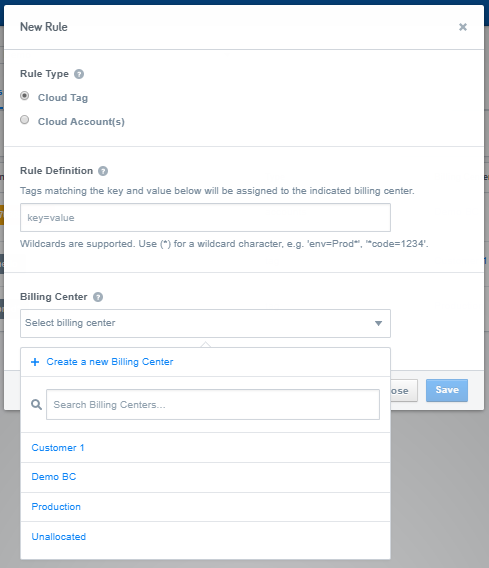 New Rule
×
Rule Type ?
Cloud Tag
Cloud Account(s)
Rule Definition ?
Tags matching the key and value below will be assigned to the indicated billing center.
key=value
Wildcards are supported. Use (*) for a wildcard character, e.g. 'env=Prod*', '*code=1234'.
Billing Center ?
Select billing center
+ Create a new Billing Center
ose Save
Search Billing Centers...
Customer 1
Demo BC
Production
Unallocated